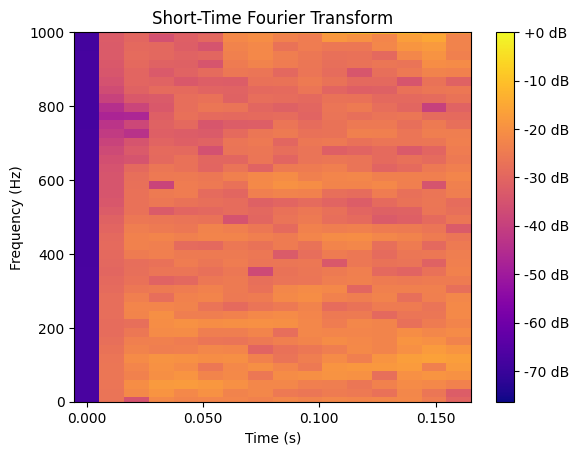 Short-Time Fourier Transform
Frequency (Hz)
1000
800
600
400
200
0
0.000
0.050
0.100
0.150
Time (s)
+0 dB
-10 dB
-20 dB
-30 dB
-40 dB
-50 dB
-60 dB
-70 dB